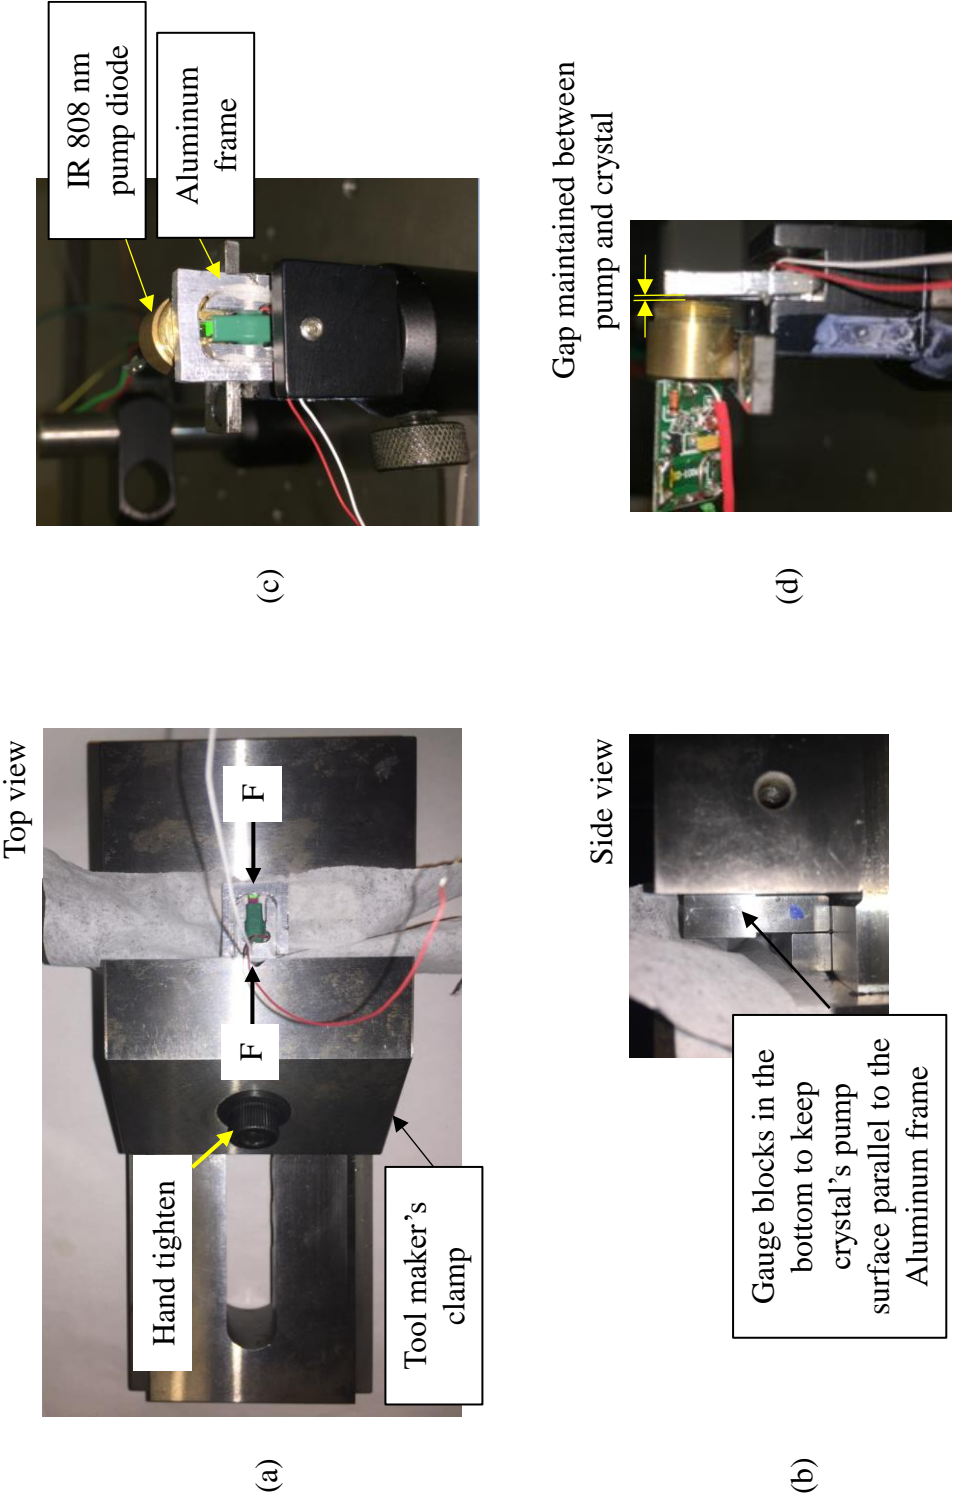 Top view
F
F
Hand tighten
Tool maker's
clamp
(a)
Side view
Gauge blocks in the
bottom to keep
crystal's pump
surface parallel to the
Aluminum frame
(b)
IR 808 nm
pump diode
Aluminum
frame
(c)
Gap maintained between
pump and crystal
(d)